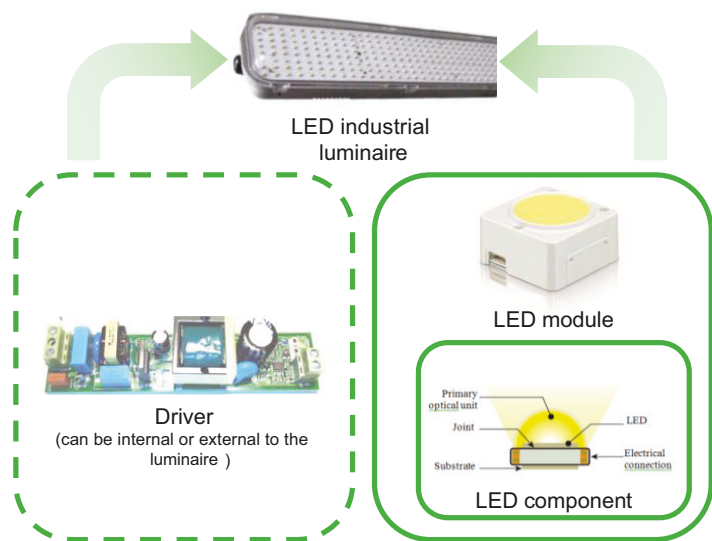 LED industrial
luminaire
LED module
Driver
(can be internal or external to the
luminaire )
Primary
optical unit
Joint
LED
Substrate
Electrical
connection
LED component